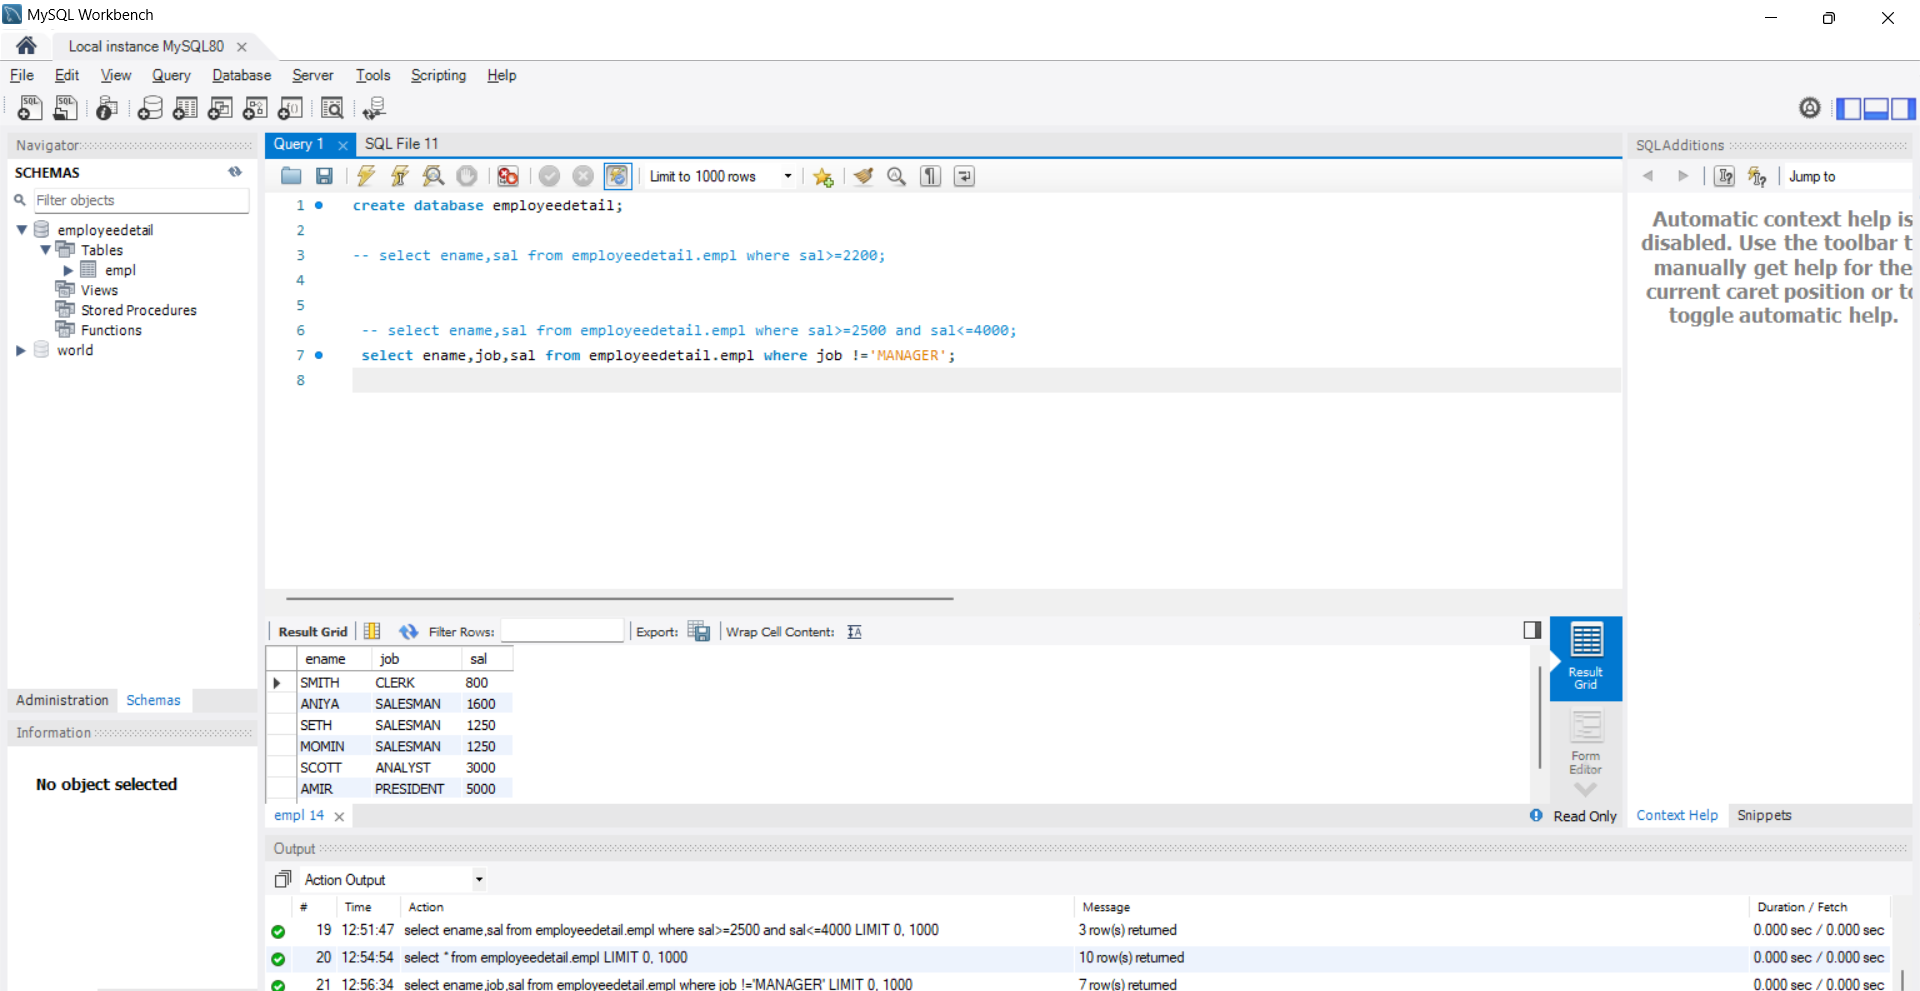 MySQL Workbench
Local instance MySQL80
File Edit View Query Database Server Tools Scripting Help
Navigator
SCHEMAS
Filter objects
employeedetail
Tables
empl
Views
Stored Procedures
Functions
world
Administration Schemas
Information
No object selected
Query 1 SQL File 11
Limit to 1000 rows
1 create database employeedetail;
2
3 -- select ename,sal from employeedetail.empl where sal>=2200;
4
5
6 -- select ename,sal from employeedetail.empl where sal>=2500 and sal<=4000;
7 select ename,job,sal from employeedetail.empl where job !='MANAGER';
8
Result Grid Filter Rows: Export: Wrap Cell Content:
ename job sal
SMITH CLERK 800
ANIYA SALESMAN 1600
SETH SALESMAN 1250
MOMIN SALESMAN 1250
SCOTT ANALYST 3000
AMIR PRESIDENT 5000
Result
Grid
Form
Editor
empl 14
Read Only
SQLAdditions
Jump to
Automatic context help is
disabled. Use the toolbar t
manually get help for the
current caret position or to
toggle automatic help.
Context Help Snippets
Output
Action Output
# Time Action Message Duration / Fetch
19 12:51:47 select ename,sal from employeedetail.empl where sal>=2500 and sal<=4000 LIMIT 0, 1000 3 row(s) returned 0.000 sec / 0.000 sec
20 12:54:54 select * from employeedetail.empl LIMIT 0, 1000 10 row(s) returned 0.000 sec / 0.000 sec
21 12:56:34 select ename,job,sal from employeedetail.empl where job !='MANAGER' LIMIT 0, 1000 7 row(s) returned 0.000 sec / 0.000 sec